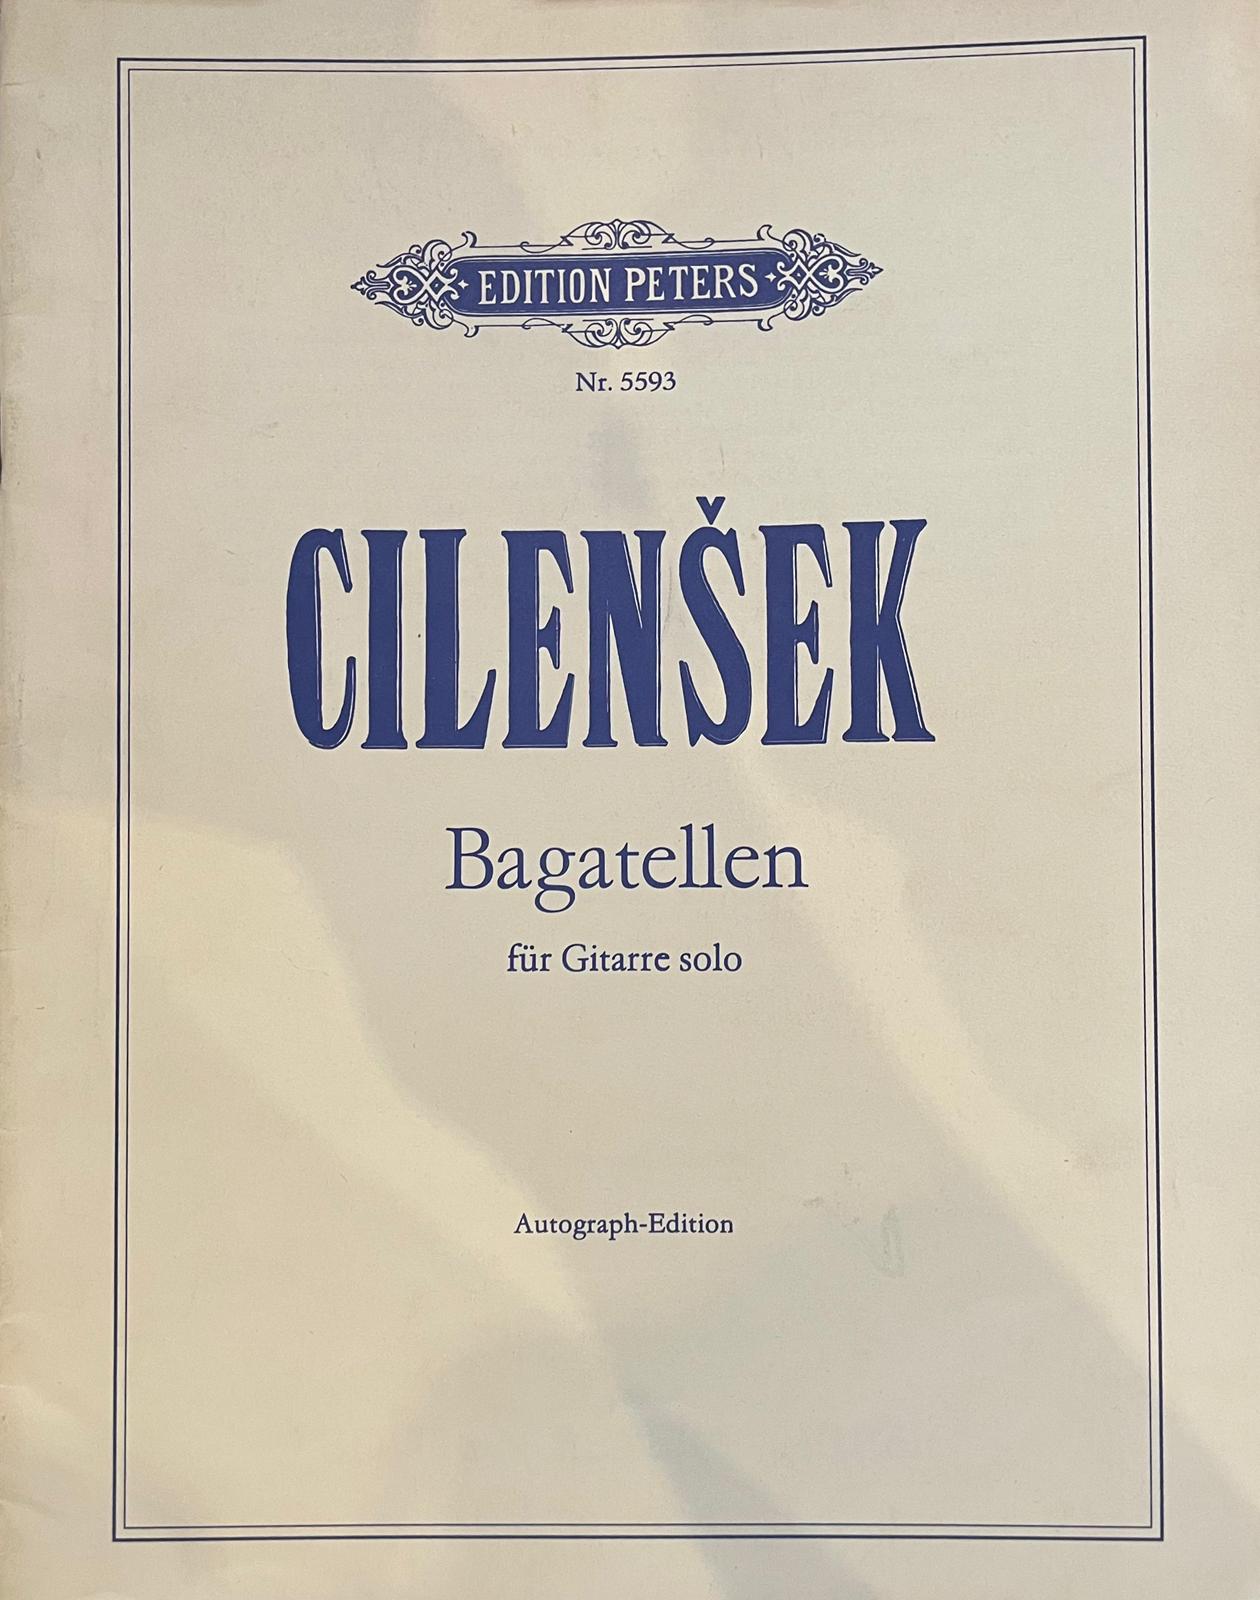 EDITION PETERS
Nr. 5593
CILENŠEK
Bagatellen
für Gitarre solo
Autograph-Edition